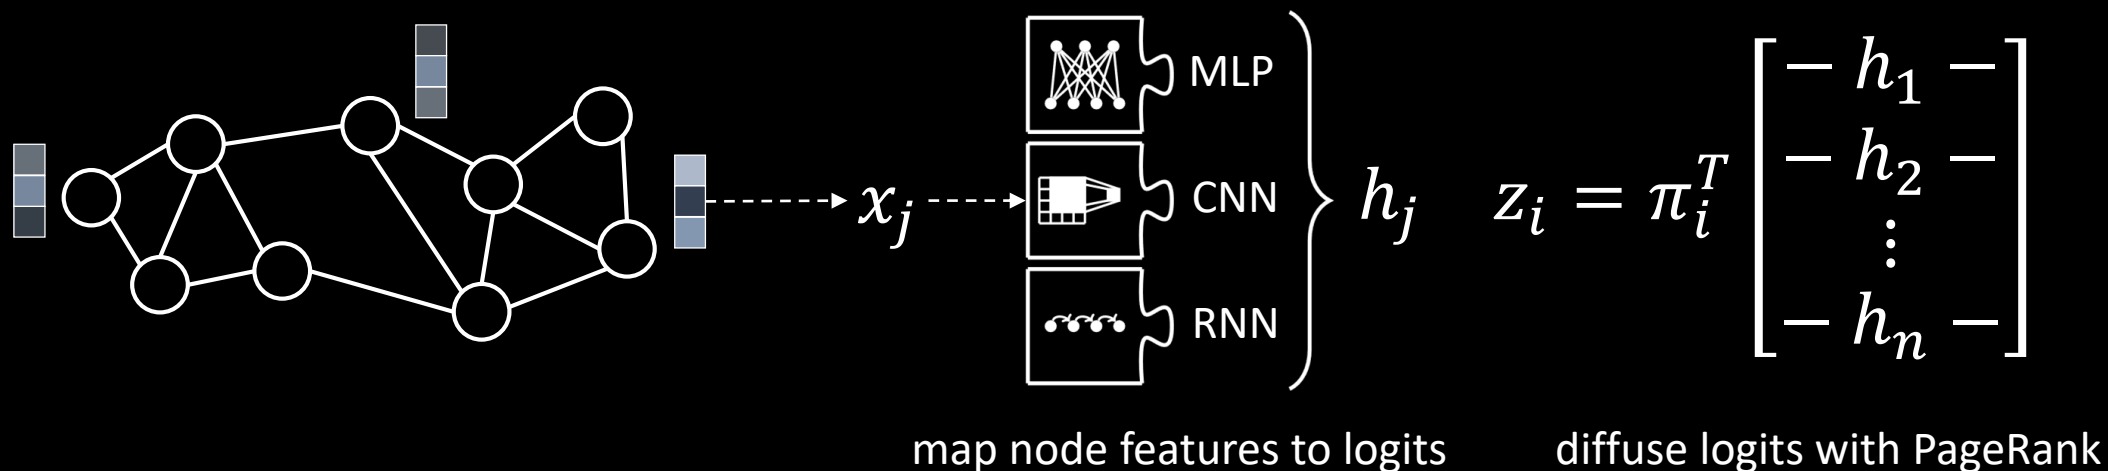 MLP
CNN
RNN
x_j
h_j
z_i = π_i^T [ − h_1 − − h_2 − ⋮ − h_n − ]
map node features to logits
diffuse logits with PageRank